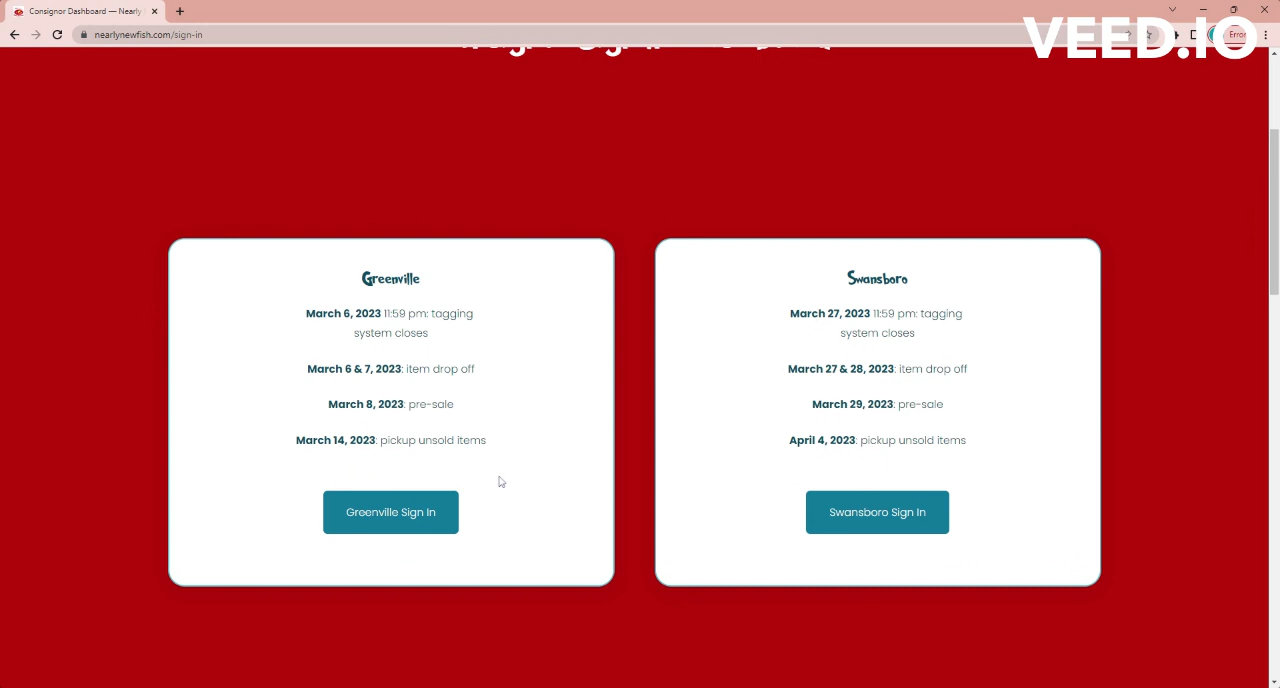 Consignor Dashboard — Nearly
nearlynewfish.com/sign-in
Error
VEED.IO
Greenville
March 6, 2023 11:59 pm: tagging
system closes
March 6 & 7, 2023: item drop off
March 8, 2023: pre-sale
March 14, 2023: pickup unsold items
Greenville Sign In
Swansboro
March 27, 2023 11:59 pm: tagging
system closes
March 27 & 28, 2023: item drop off
March 29, 2023: pre-sale
April 4, 2023: pickup unsold items
Swansboro Sign In